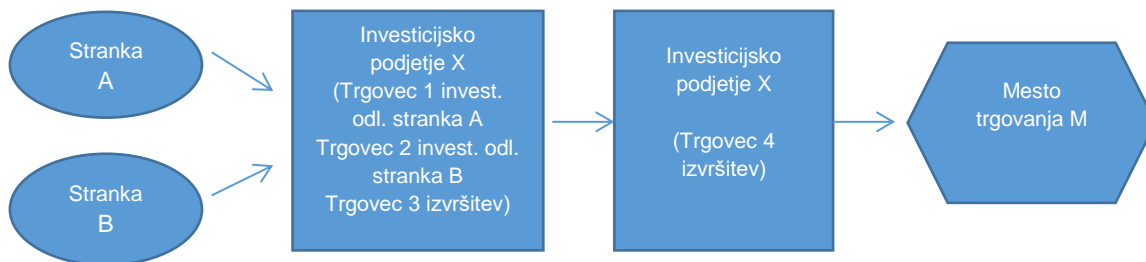 Stranka
A
Stranka
B
Investicijsko
podjetje X
(Trgovec 1 invest.
odl. stranka A
Trgovec 2 invest. odl.
stranka B
Trgovec 3 izvršitev)
Investicijsko
podjetje X
(Trgovec 4
izvršitev)
Mesto
trgovanja M